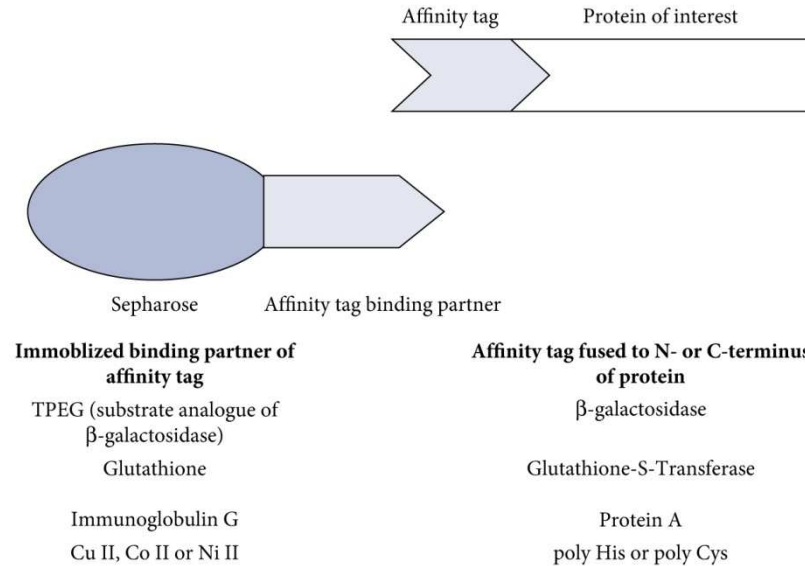 Affinity tag
Protein of interest
Sepharose
Affinity tag binding partner
Immoblized binding partner of
affinity tag
Affinity tag fused to N- or C-terminus
of protein
TPEG (substrate analogue of
β-galactosidase)
β-galactosidase
Glutathione
Glutathione-S-Transferase
Immunoglobulin G
Protein A
Cu II, Co II or Ni II
poly His or poly Cys